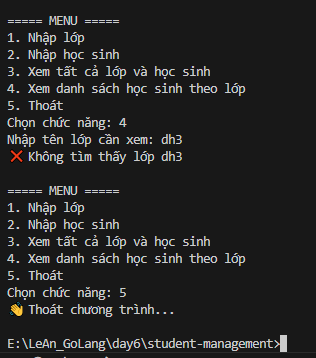 ===== MENU =====
1. Nhập lớp
2. Nhập học sinh
3. Xem tất cả lớp và học sinh
4. Xem danh sách học sinh theo lớp
5. Thoát
Chọn chức năng: 4
Nhập tên lớp cần xem: dh3
❌ Không tìm thấy lớp dh3
===== MENU =====
1. Nhập lớp
2. Nhập học sinh
3. Xem tất cả lớp và học sinh
4. Xem danh sách học sinh theo lớp
5. Thoát
Chọn chức năng: 5
👋 Thoát chương trình...
E:\LeAn_GoLang\day6\student-management>